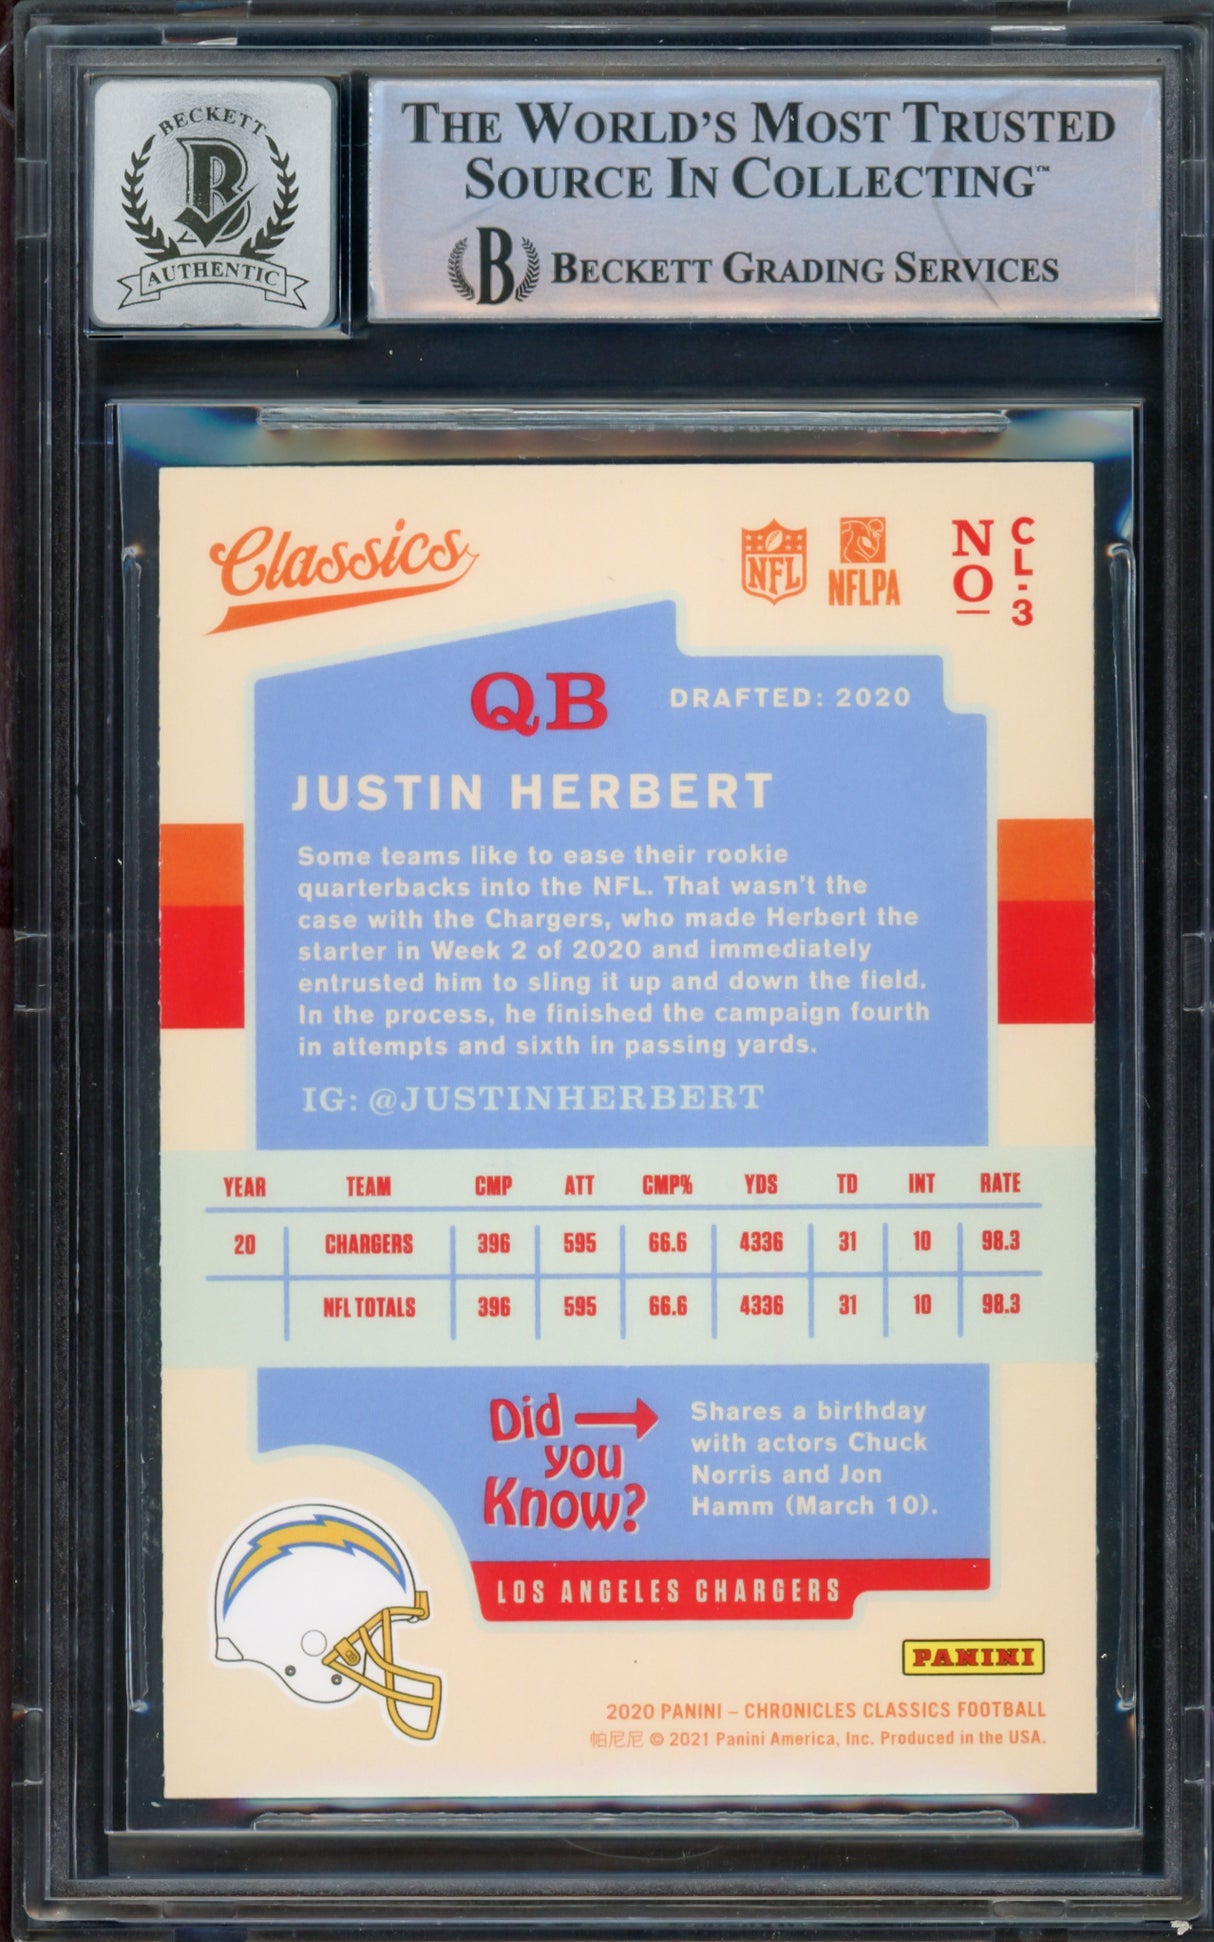 BECKETT
B
AUTHENTIC
THE WORLD'S MOST TRUSTED
SOURCE IN COLLECTING™
B BECKETT GRADING SERVICES
Classics
NFL
NFLPA
NO
CL-3
QB
DRAFTED: 2020
JUSTIN HERBERT
Some teams like to ease their rookie
quarterbacks into the NFL. That wasn't the
case with the Chargers, who made Herbert the
starter in Week 2 of 2020 and immediately
entrusted him to sling it up and down the field.
In the process, he finished the campaign fourth
in attempts and sixth in passing yards.
IG: @JUSTINHERBERT
YEAR TEAM CMP ATT CMP% YDS TD INT RATE
20 CHARGERS 396 595 66.6 4336 31 10 98.3
NFL TOTALS 396 595 66.6 4336 31 10 98.3
Did
you
Know?
Shares a birthday
with actors Chuck
Norris and Jon
Hamm (March 10).
LOS ANGELES CHARGERS
PANINI
2020 PANINI – CHRONICLES CLASSICS FOOTBALL
帕尼尼 © 2021 Panini America, Inc. Produced in the USA.